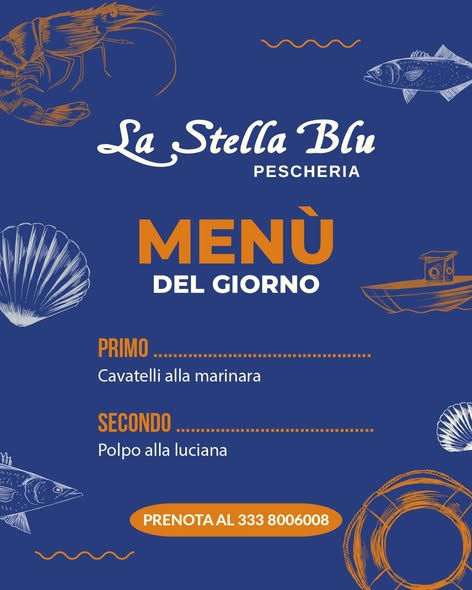 La Stella Blu
PESCHERIA
MENÙ
DEL GIORNO
PRIMO ..........................................
Cavatelli alla marinara
SECONDO ......................................
Polpo alla luciana
PRENOTA AL 333 8006008